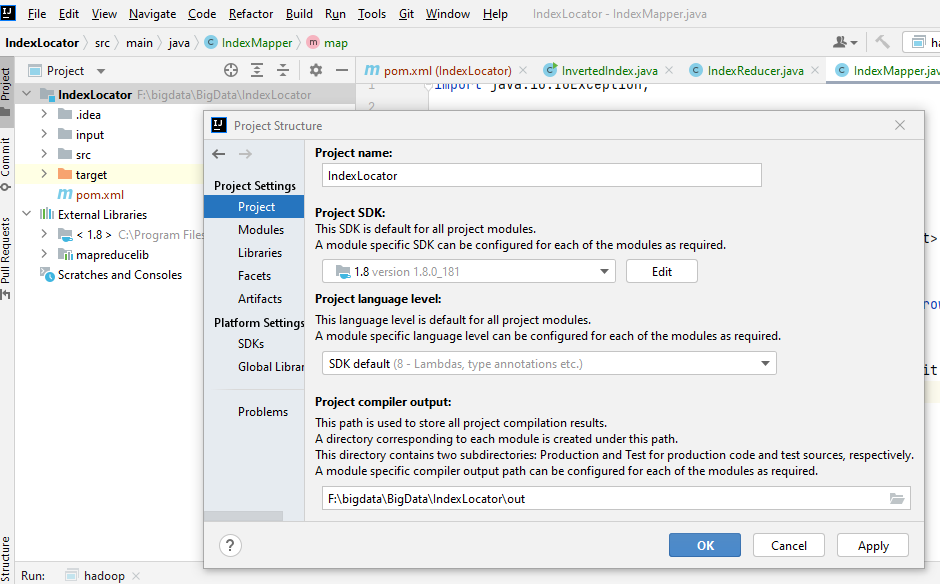 File Edit View Navigate Code Refactor Build Run Tools Git Window Help IndexLocator - IndexMapper.java
IndexLocator src main java IndexMapper map
Project
pom.xml (IndexLocator) InvertedIndex.java IndexReducer.java IndexMapper.jav
1 import java.io.IOException;
2
Project
Commit
Pull Requests
Structure
IndexLocator F:\bigdata\BigData\IndexLocator
.idea
input
src
target
pom.xml
External Libraries
< 1.8 > C:\Program Files
mapreducelib
Scratches and Consoles
Project Structure
Project Settings
Project
Modules
Libraries
Facets
Artifacts
Platform Settings
SDKs
Global Librar
Problems
Project name:
IndexLocator
Project SDK:
This SDK is default for all project modules.
A module specific SDK can be configured for each of the modules as required.
1.8 version 1.8.0_181
Edit
Project language level:
This language level is default for all project modules.
A module specific language level can be configured for each of the modules as required.
SDK default (8 - Lambdas, type annotations etc.)
Project compiler output:
This path is used to store all project compilation results.
A directory corresponding to each module is created under this path.
This directory contains two subdirectories: Production and Test for production code and test sources, respectively.
A module specific compiler output path can be configured for each of the modules as required.
F:\bigdata\BigData\IndexLocator\out
?
OK Cancel Apply
Run: hadoop